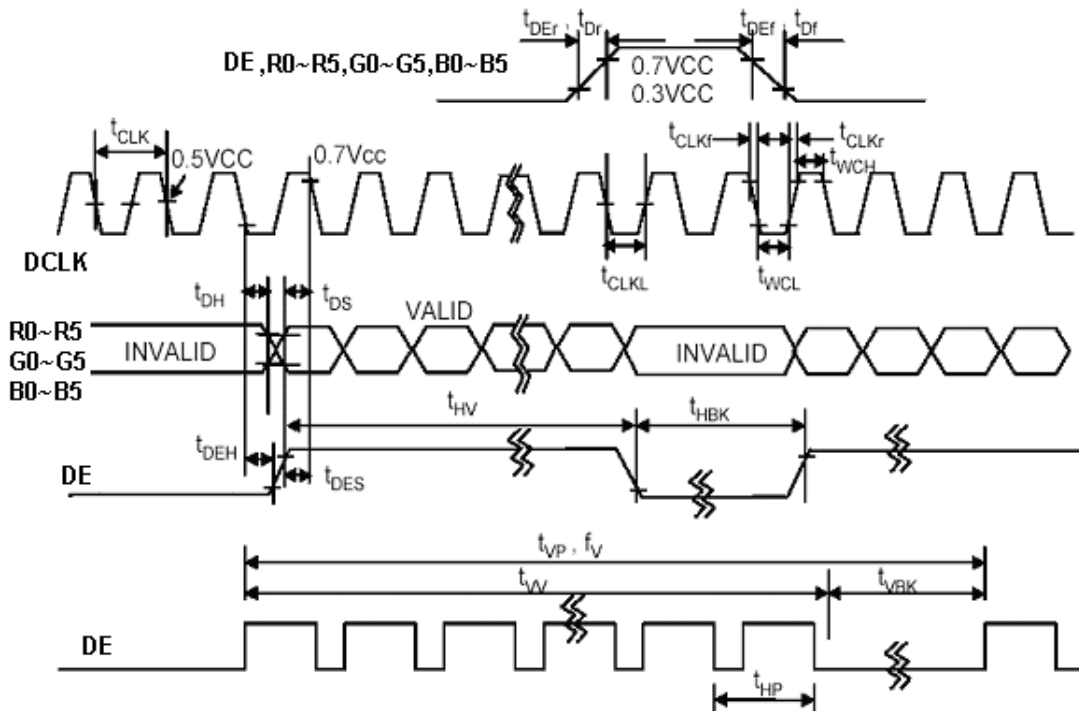 tDEr , tDr
tDEf , tDf
DE ,R0~R5,G0~G5,B0~B5
0.7VCC
0.3VCC
tCLK
0.5VCC
0.7Vcc
tCLKf
tCLKr
tWCH
DCLK
tCLKL
tWCL
tDH
tDS
VALID
R0~R5
G0~G5
B0~B5
INVALID
INVALID
tHV
tHBK
tDEH
DE
tDES
tVP , fV
tVV
tVBK
DE
tHP